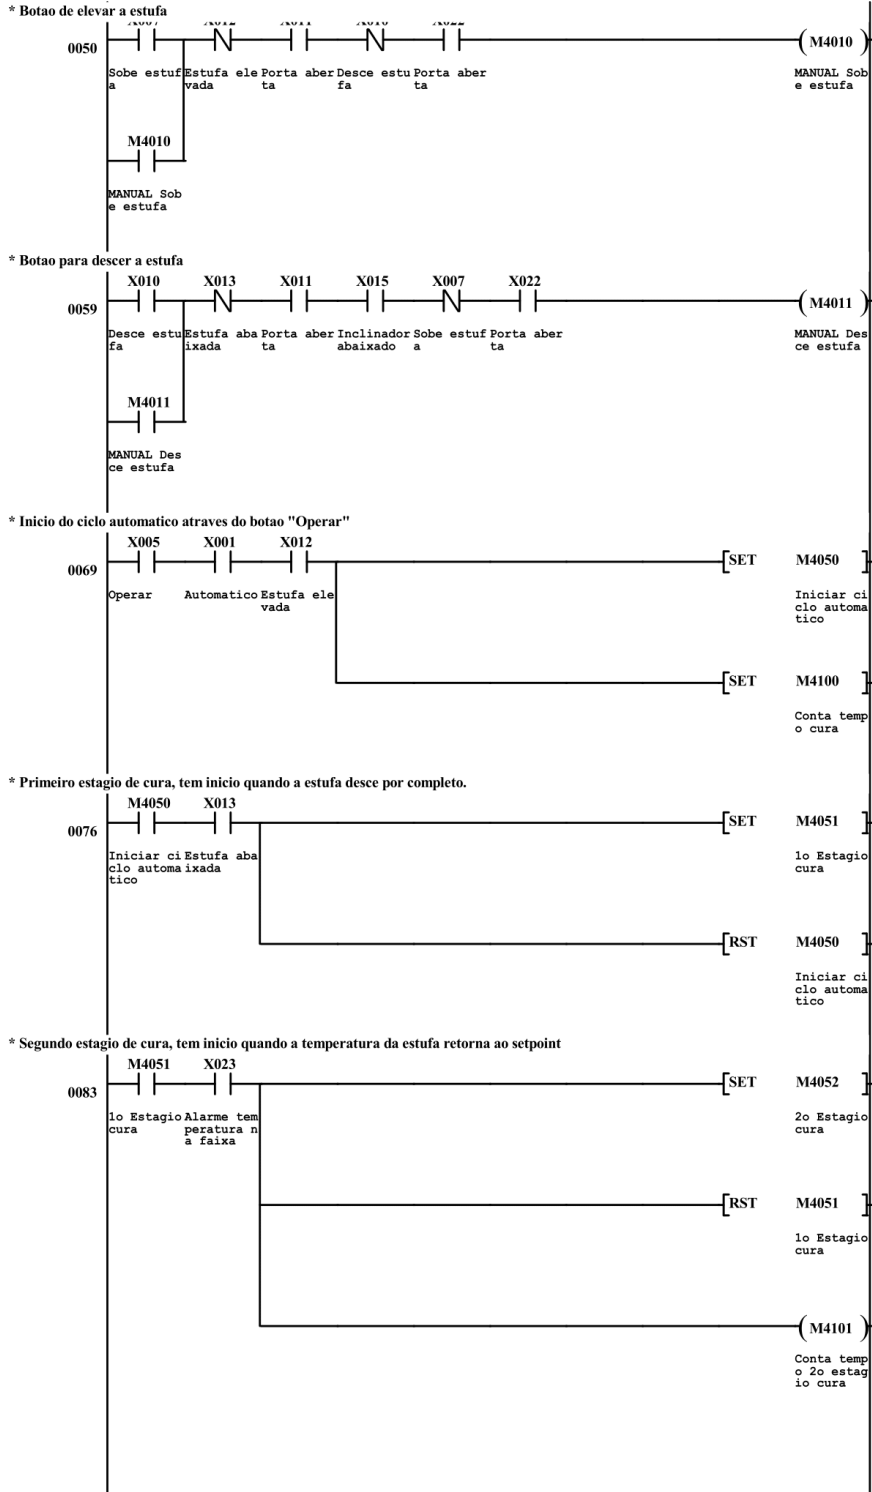 * Botao de elevar a estufa
X007 X012 X011 X010 X022
0050 M4010
Sobe estuf Estufa ele Porta aber Desce estu Porta aber MANUAL Sob
a vada ta fa ta e estufa
M4010
MANUAL Sob
e estufa
* Botao para descer a estufa
X010 X013 X011 X015 X007 X022
0059 M4011
Desce estu Estufa aba Porta aber Inclinador Sobe estuf Porta aber MANUAL Des
fa ixada ta abaixado a ta ce estufa
M4011
MANUAL Des
ce estufa
* Inicio do ciclo automatico atraves do botao "Operar"
X005 X001 X012
0069 SET M4050
Operar Automatico Estufa ele Iniciar ci
vada clo automa
tico
SET M4100
Conta temp
o cura
* Primeiro estagio de cura, tem inicio quando a estufa desce por completo.
M4050 X013
0076 SET M4051
Iniciar ci Estufa aba 1o Estagio
clo automa ixada cura
tico
RST M4050
Iniciar ci
clo automa
tico
* Segundo estagio de cura, tem inicio quando a temperatura da estufa retorna ao setpoint
M4051 X023
0083 SET M4052
1o Estagio Alarme tem 2o Estagio
cura peratura n cura
a faixa
RST M4051
1o Estagio
cura
M4101
Conta temp
o 2o estag
io cura